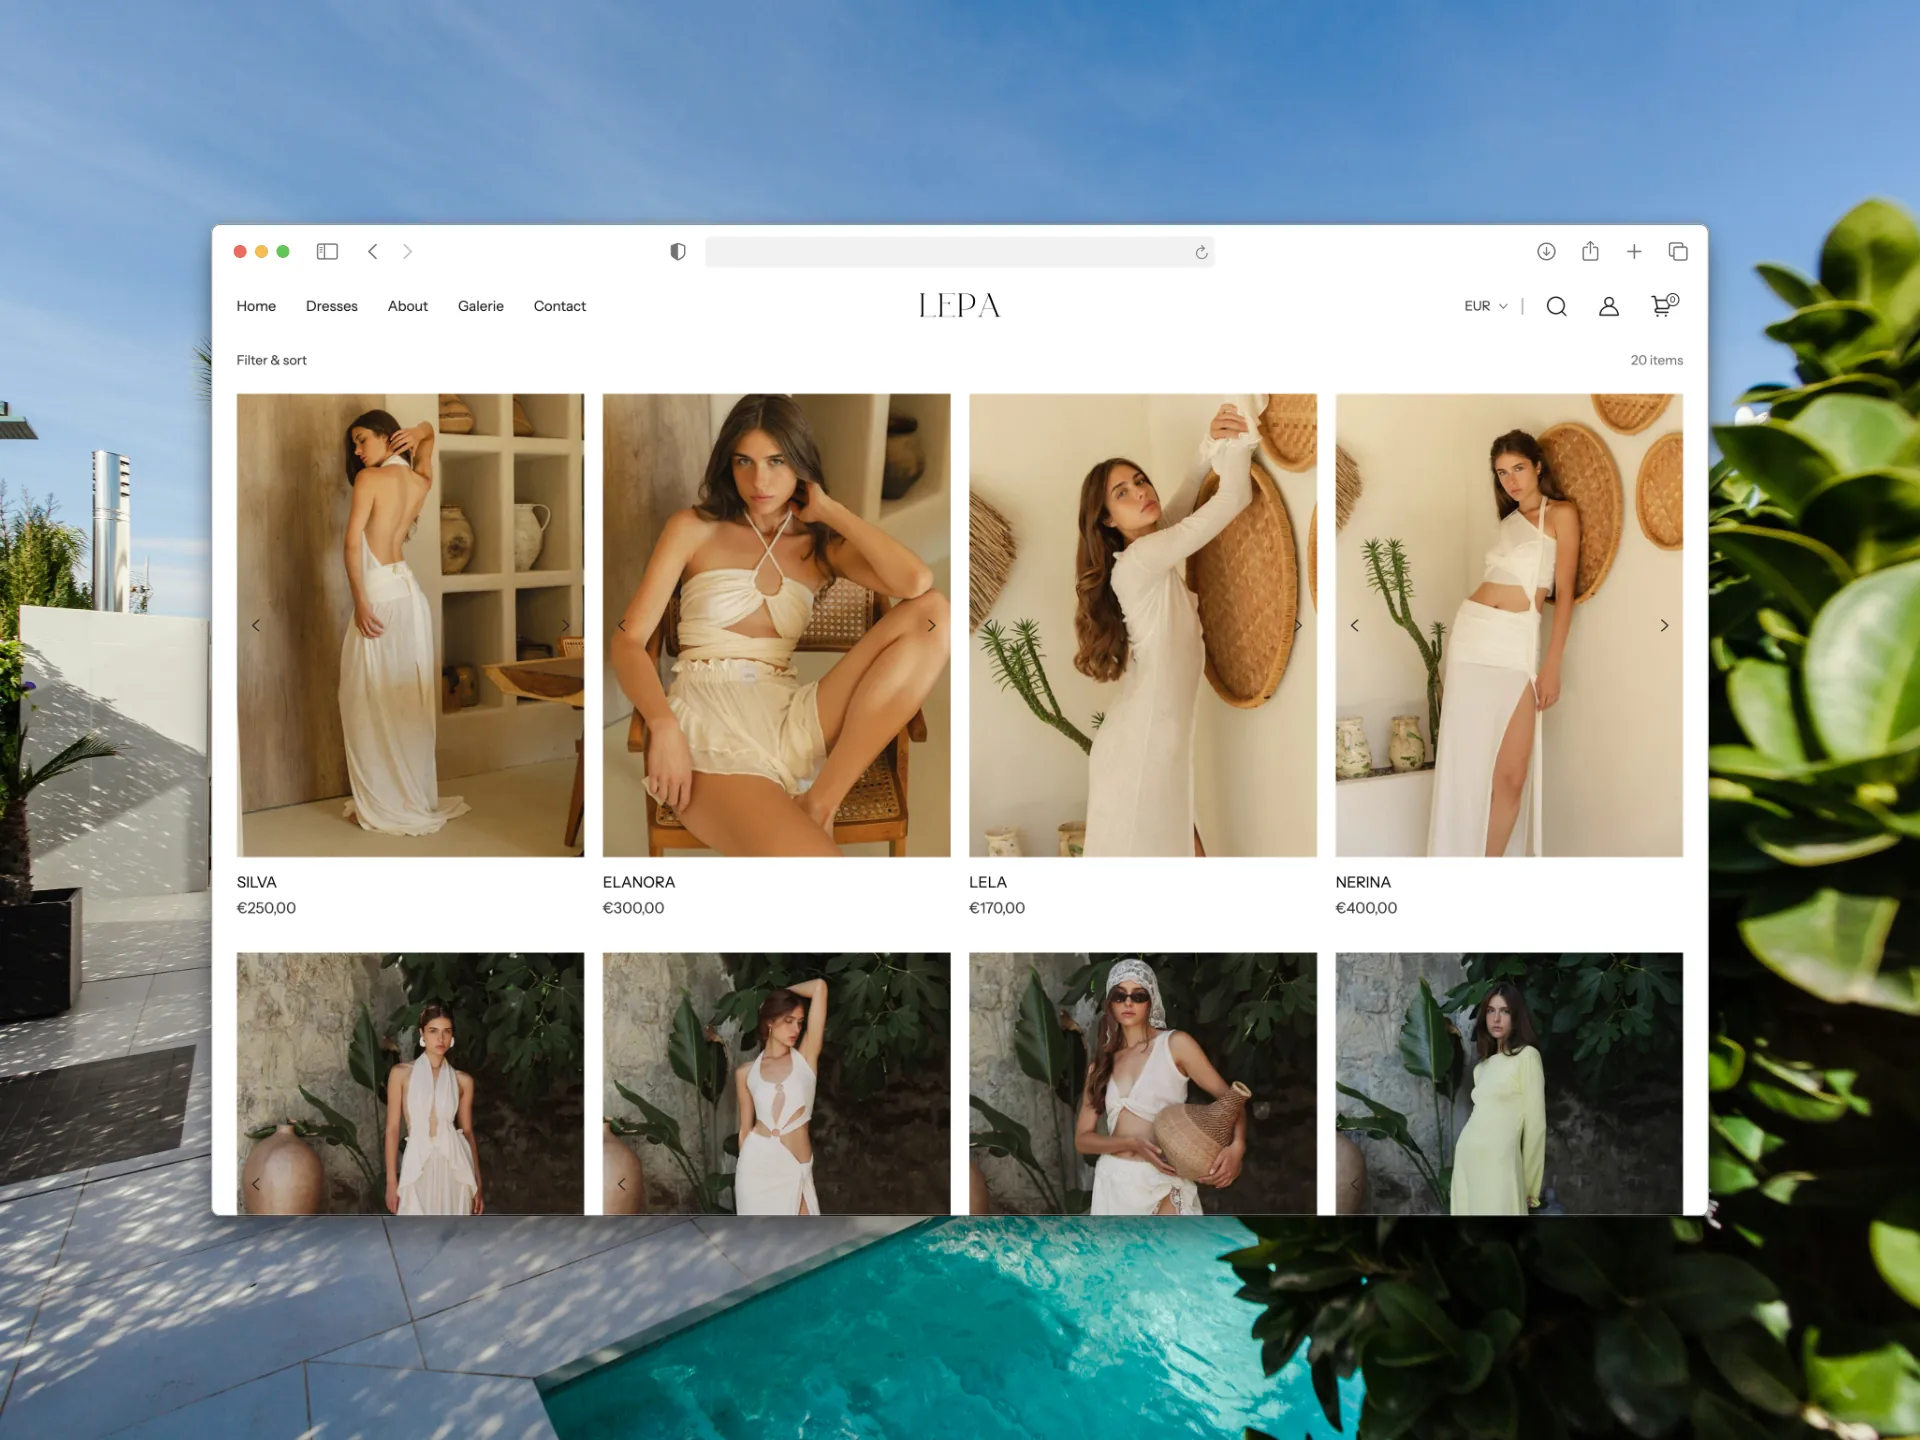 Home Dresses About Galerie Contact LEPA EUR 0
Filter & sort 20 items
SILVA ELANORA LELA NERINA
€250,00 €300,00 €170,00 €400,00